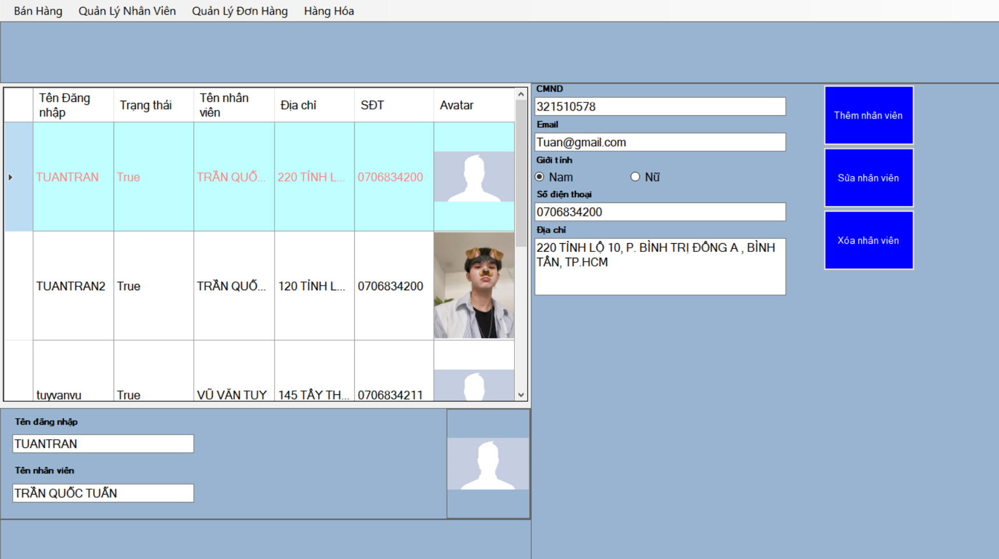 Bán Hàng Quản Lý Nhân Viên Quản Lý Đơn Hàng Hàng Hóa
Tên Đăng nhập Trạng thái Tên nhân viên Địa chỉ SĐT Avatar
TUANTRAN True TRẦN QUỐ... 220 TỈNH L... 0706834200
TUANTRAN2 True TRẦN QUỐ... 120 TỈNH L... 0706834200
tuyvanvu True VŨ VĂN TUY 145 TÂY TH... 0706834211
Tên đăng nhập
TUANTRAN
Tên nhân viên
TRẦN QUỐC TUẤN
CMND
321510578
Email
Tuan@gmail.com
Giới tính
Nam Nữ
Số điện thoại
0706834200
Địa chỉ
220 TỈNH LỘ 10, P. BÌNH TRỊ ĐÔNG A , BÌNH
TÂN, TP.HCM
Thêm nhân viên
Sửa nhân viên
Xóa nhân viên